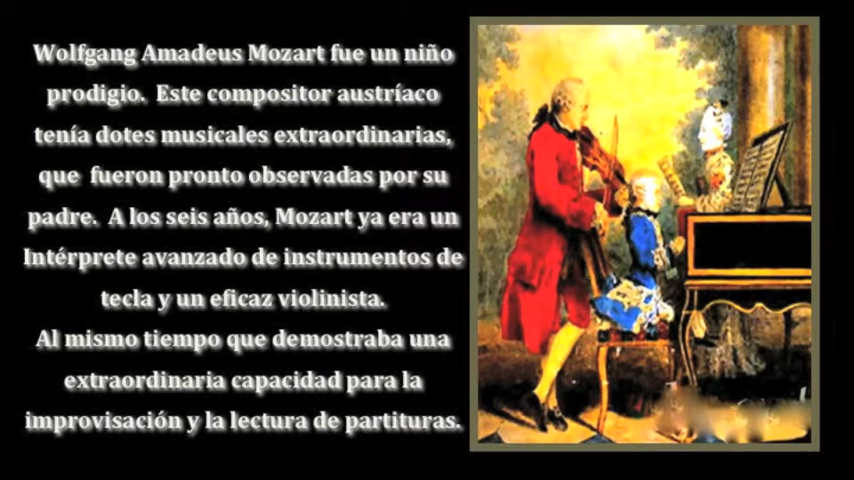 Wolfgang Amadeus Mozart fue un niño
prodigio. Este compositor austríaco
tenía dotes musicales extraordinarias,
que fueron pronto observadas por su
padre. A los seis años, Mozart ya era un
Intérprete avanzado de instrumentos de
tecla y un eficaz violinista.
Al mismo tiempo que demostraba una
extraordinaria capacidad para la
improvisación y la lectura de partituras.